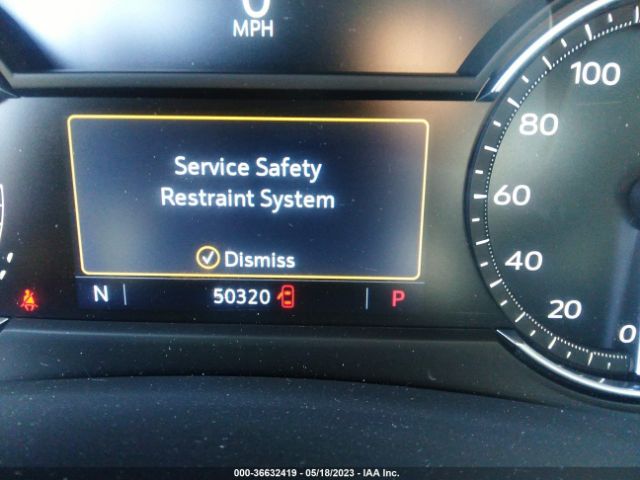 0
MPH
Service Safety
Restraint System
Dismiss
N
50320
P
100
80
60
40
20
0
000-36632419 - 05/18/2023 - IAA Inc.